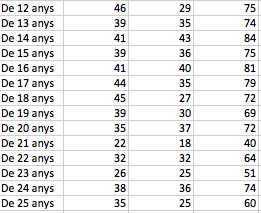 De 12 anys 46 29 75
De 13 anys 39 35 74
De 14 anys 41 43 84
De 15 anys 39 36 75
De 16 anys 41 40 81
De 17 anys 44 35 79
De 18 anys 45 27 72
De 19 anys 39 30 69
De 20 anys 35 37 72
De 21 anys 22 18 40
De 22 anys 32 32 64
De 23 anys 26 25 51
De 24 anys 38 36 74
De 25 anys 35 25 60